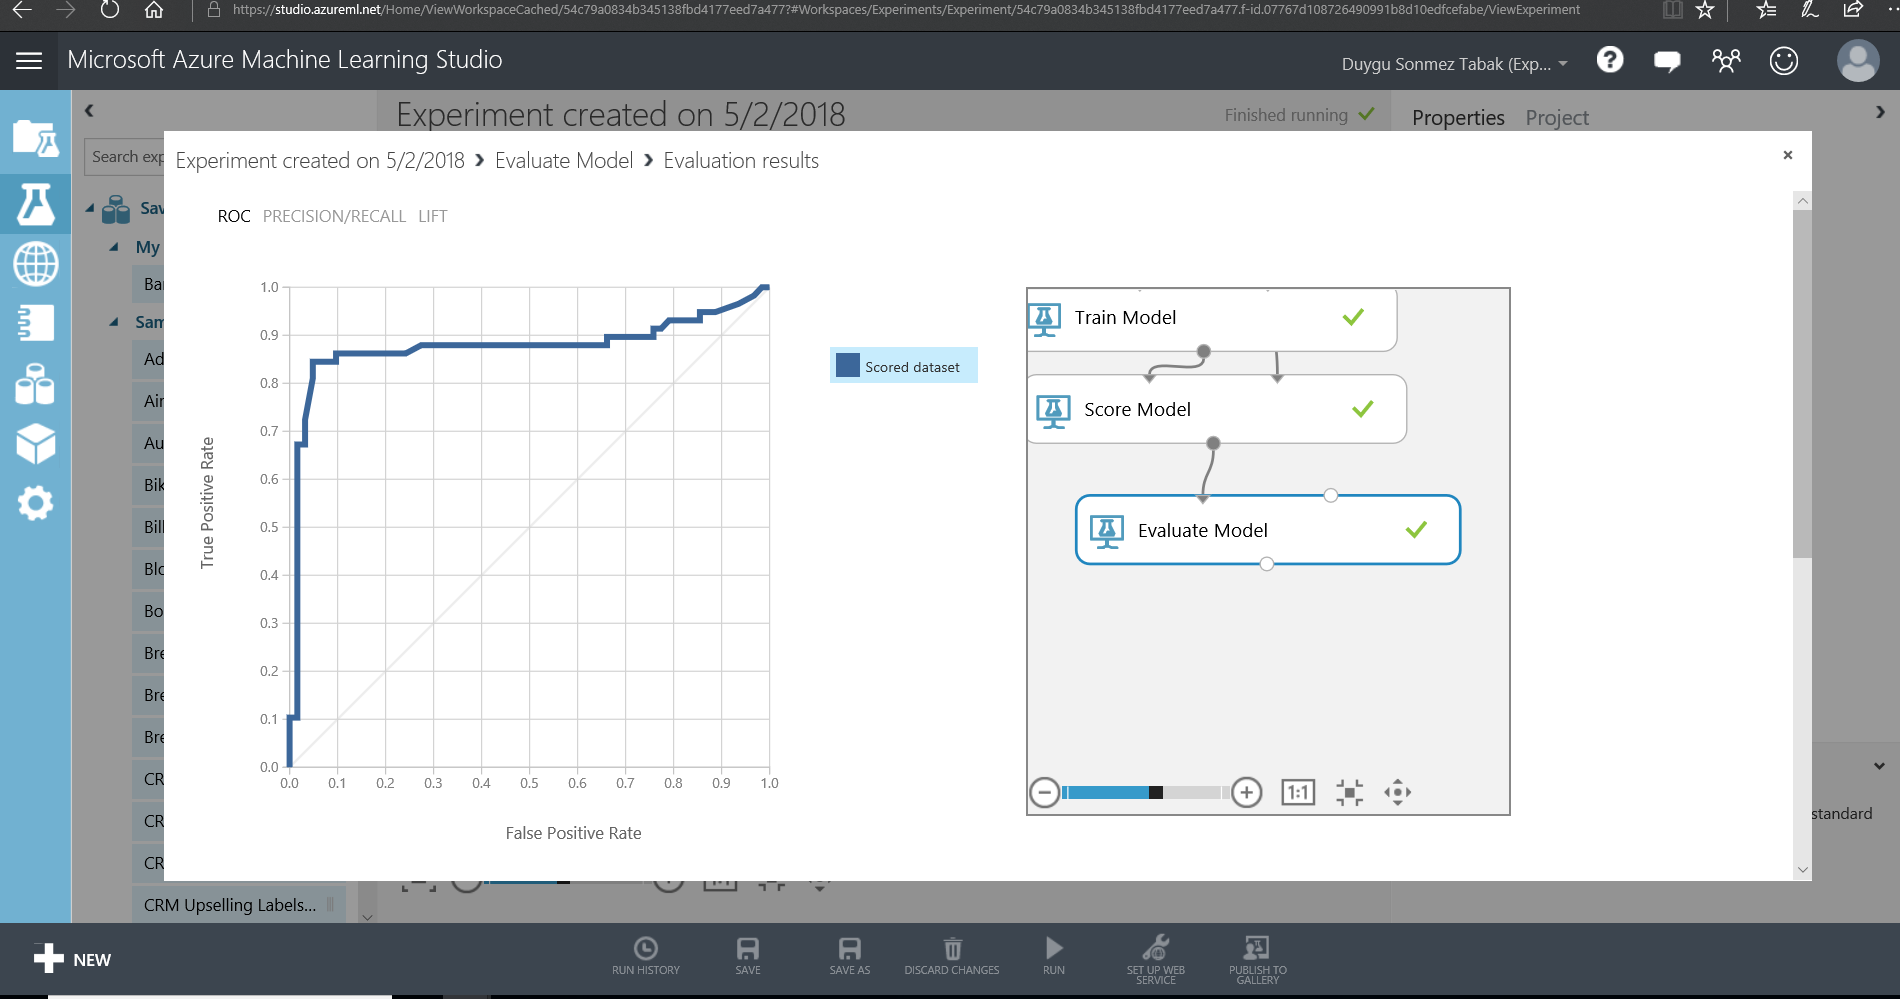 https://studio.azureml.net/Home/ViewWorkspaceCached/54c79a0834b345138fbd4177eed7a477?#Workspaces/Experiments/Experiment/54c79a0834b345138fbd4177eed7a477.f-id.07767d108726490991b8d10edfcefabe/ViewExperiment
Microsoft Azure Machine Learning Studio
Duygu Sonmez Tabak (Exp...
Experiment created on 5/2/2018
Finished running
Properties Project
Search exp
Experiment created on 5/2/2018 › Evaluate Model › Evaluation results
ROC PRECISION/RECALL LIFT
Sav
My
Ba
Sam
Ad
Air
Au
Bik
Bill
Blo
Bo
Bre
Bre
Bre
CR
CR
CR
CRM Upselling Labels...
1.0
0.9
0.8
0.7
0.6
0.5
0.4
0.3
0.2
0.1
0.0
True Positive Rate
0.0 0.1 0.2 0.3 0.4 0.5 0.6 0.7 0.8 0.9 1.0
False Positive Rate
Scored dataset
Train Model
Score Model
Evaluate Model
1:1
standard
NEW
RUN HISTORY
SAVE
SAVE AS
DISCARD CHANGES
RUN
SET UP WEB
SERVICE
PUBLISH TO
GALLERY